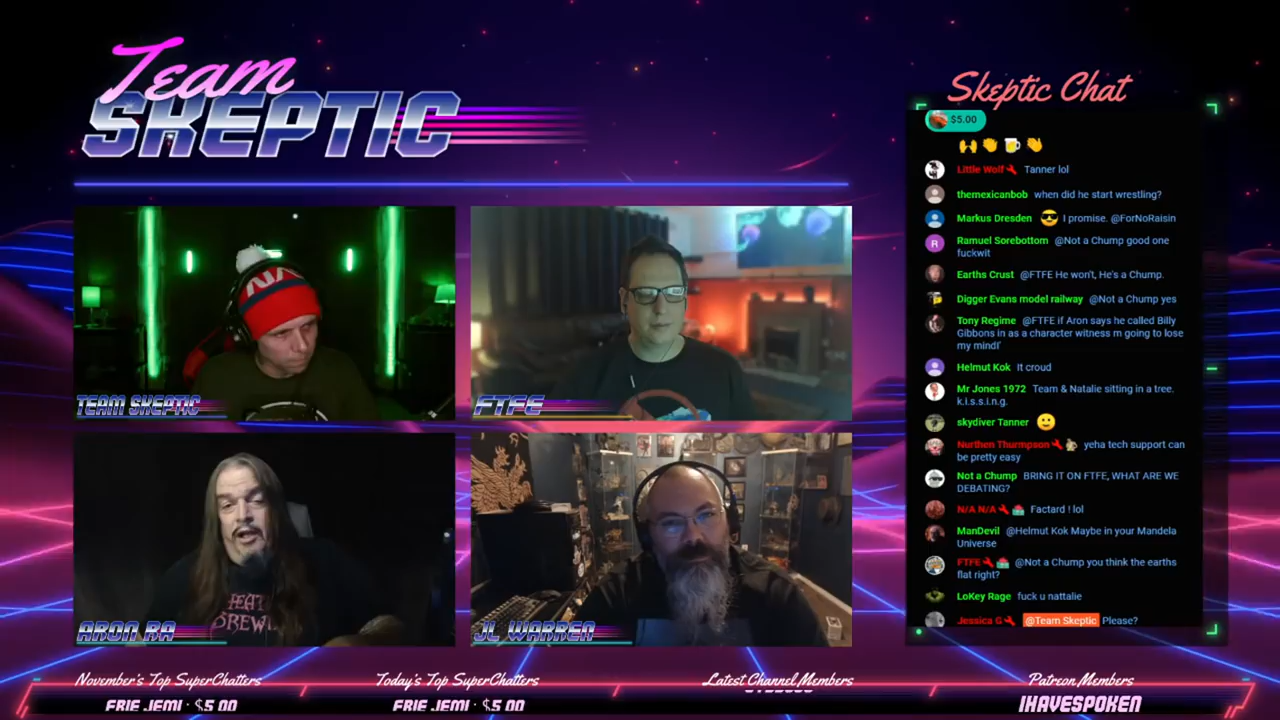 Team
SKEPTIC
Skeptic Chat
$5.00
Little Wolf Tanner lol
themexicanbob when did he start wrestling?
Markus Dresden I promise. @ForNoRaisin
R
Ramuel Sorebottom @Not a Chump good one
fuckwit
Earths Crust @FTFE He won't, He's a Chump.
Digger Evans model railway @Not a Chump yes
Tony Regime @FTFE if Aron says he called Billy
Gibbons in as a character witness m going to lose
my mindl'
Helmut Kok It croud
Mr Jones 1972 Team & Natalie sitting in a tree.
k.i.s.s.i.n.g.
skydiver Tanner
Nurthen Thurmpson yeha tech support can
be pretty easy
Not a Chump BRING IT ON FTFE, WHAT ARE WE
DEBATING?
N/A N/A Factard ! lol
ManDevil @Helmut Kok Maybe in your Mandela
Universe
FTFE @Not a Chump you think the earths
flat right?
LoKey Rage fuck u nattalie
Jessica G @Team Skeptic Please?
TEAM SKEPTIC
FTFE
ARON RA
JL WARREN
November's Top SuperChatters
ERIE JEMI · $5.00
Today's Top SuperChatters
ERIE JEMI · $5.00
Latest Channel Members
Patreon Members
IHAVESPOKEN